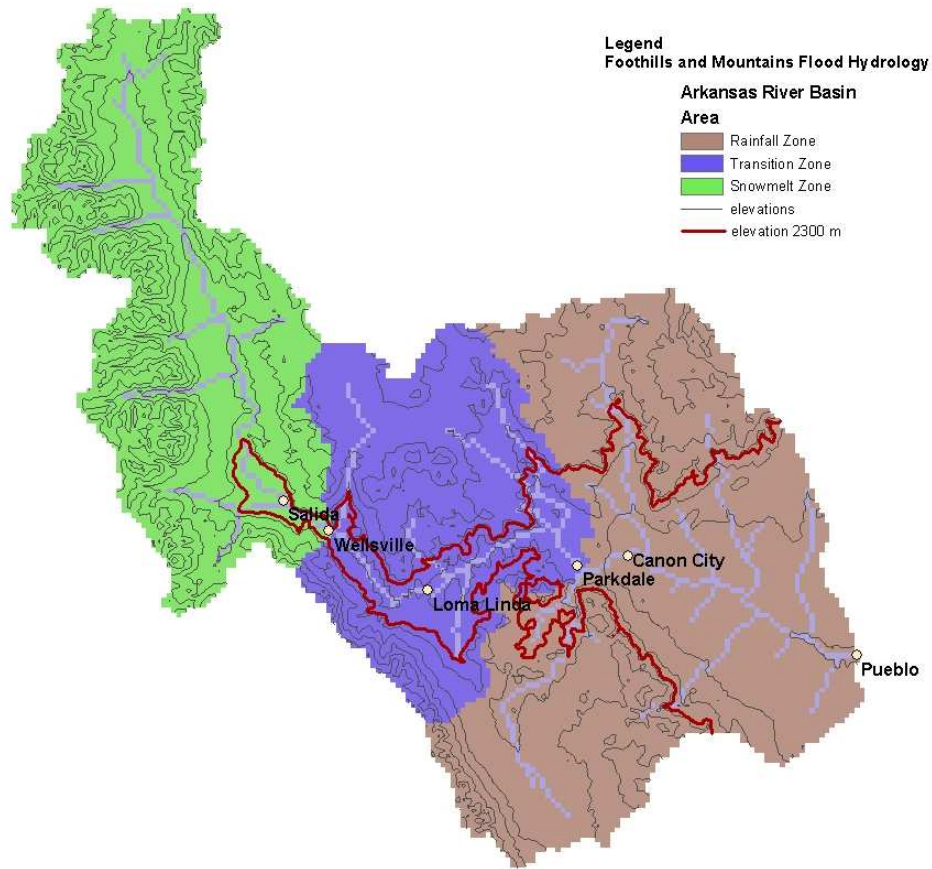 Legend
Foothills and Mountains Flood Hydrology
Arkansas River Basin
Area
Rainfall Zone
Transition Zone
Snowmelt Zone
elevations
elevation 2300 m
Salida
Wellsville
Canon City
Parkdale
Loma Linda
Pueblo